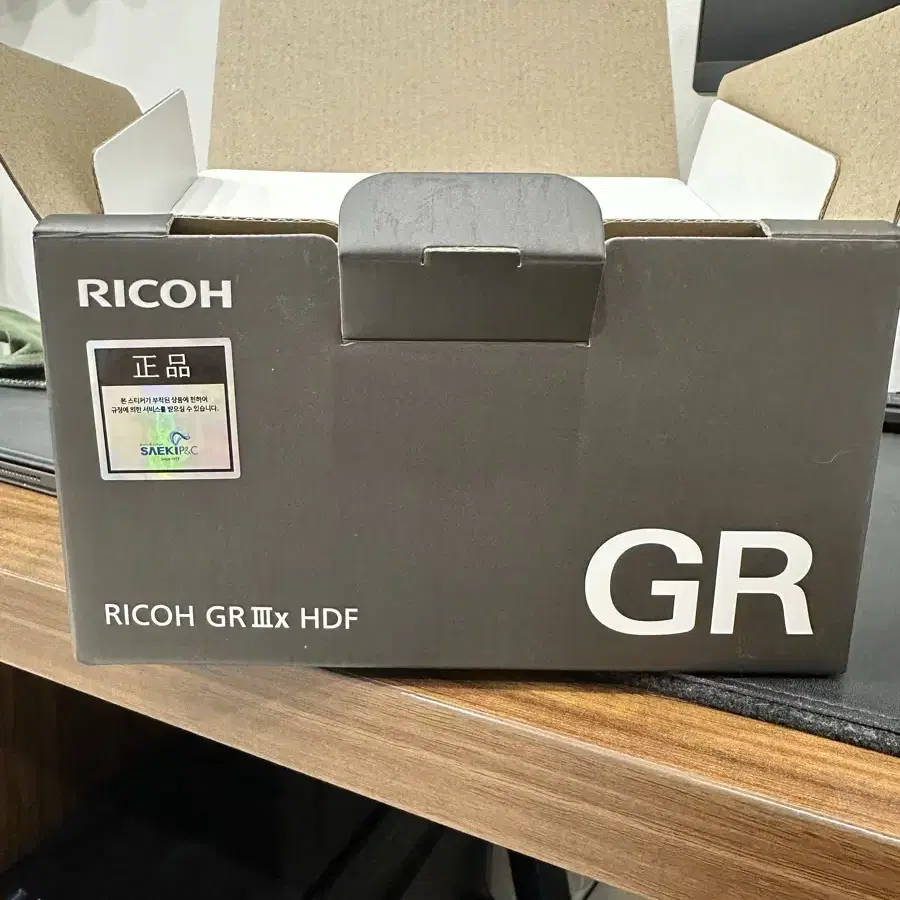 RICOH
正品
본 스티커가 부착된 상품에 한하여
규정에 의한 서비스를 받으실 수 있습니다.
SAEKIP&C
RICOH GR IIIx HDF
GR